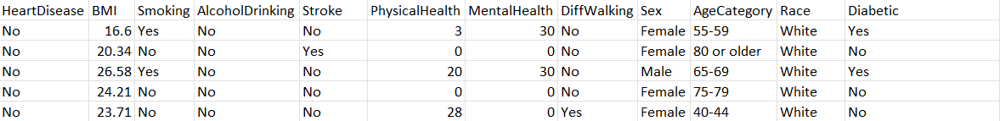 HeartDisease BMI Smoking AlcoholDrinking Stroke PhysicalHealth MentalHealth DiffWalking Sex AgeCategory Race Diabetic
No 16.6 Yes No No 3 30 No Female 55-59 White Yes
No 20.34 No No Yes 0 0 No Female 80 or older White No
No 26.58 Yes No No 20 30 No Male 65-69 White Yes
No 24.21 No No No 0 0 No Female 75-79 White No
No 23.71 No No No 28 0 Yes Female 40-44 White No